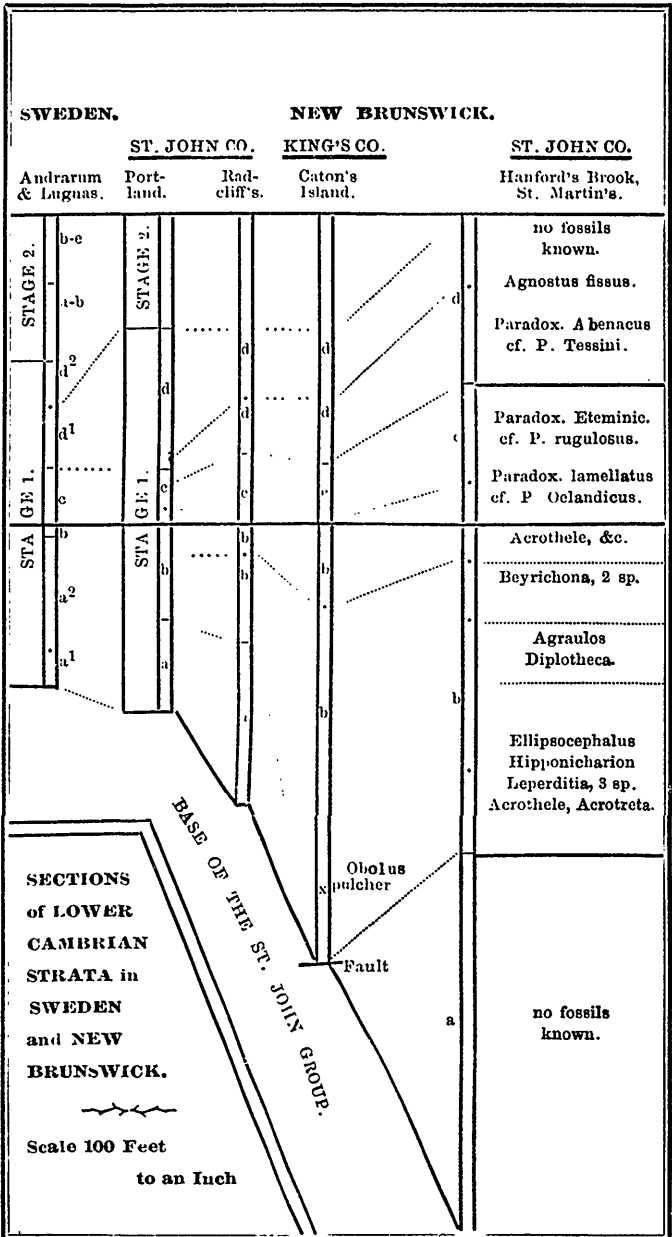 SWEDEN.
NEW BRUNSWICK.
ST. JOHN CO.
KING'S CO.
ST. JOHN CO.
Andrarum
& Lugnas.
Port-
land.
Rad-
cliff's.
Caton's
Island.
Hanford's Brook,
St. Martin's.
STAGE 2.
STAGE 1.
b-e
a-b
d²
d¹
c
b
a²
a¹
STAGE 2.
STAGE 1.
d
c
b
a
d
d
c
b
b
d
d
c
b
b
x
Obolus
pulcher
Fault
d
c
b
a
no fossils
known.
Agnostus fissus.
Paradox. Abenacus
cf. P. Tessini.
Paradox. Eteminic.
cf. P. rugulosus.
Paradox. lamellatus
cf. P Oelandicus.
Acrothele, &c.
Beyrichona, 2 sp.
Agraulos
Diplotheca.
Ellipsocephalus
Hipponicharion
Leperditia, 3 sp.
Acrothele, Acrotreta.
no fossils
known.
BASE OF THE ST. JOHN GROUP.
SECTIONS
of LOWER
CAMBRIAN
STRATA in
SWEDEN
and NEW
BRUNSWICK.
Scale 100 Feet
to an Inch